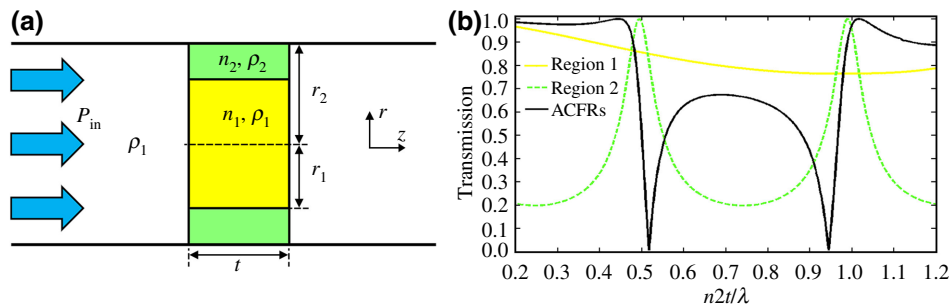 (a)
n₂, ρ₂
n₁, ρ₁
r₂
r₁
P_in
ρ₁
r
z
t
(b)
Transmission
1.0
0.9
0.8
0.7
0.6
0.5
0.4
0.3
0.2
0.1
0
Region 1
Region 2
ACFRs
0.2 0.3 0.4 0.5 0.6 0.7 0.8 0.9 1.0 1.1 1.2
n2t/λ